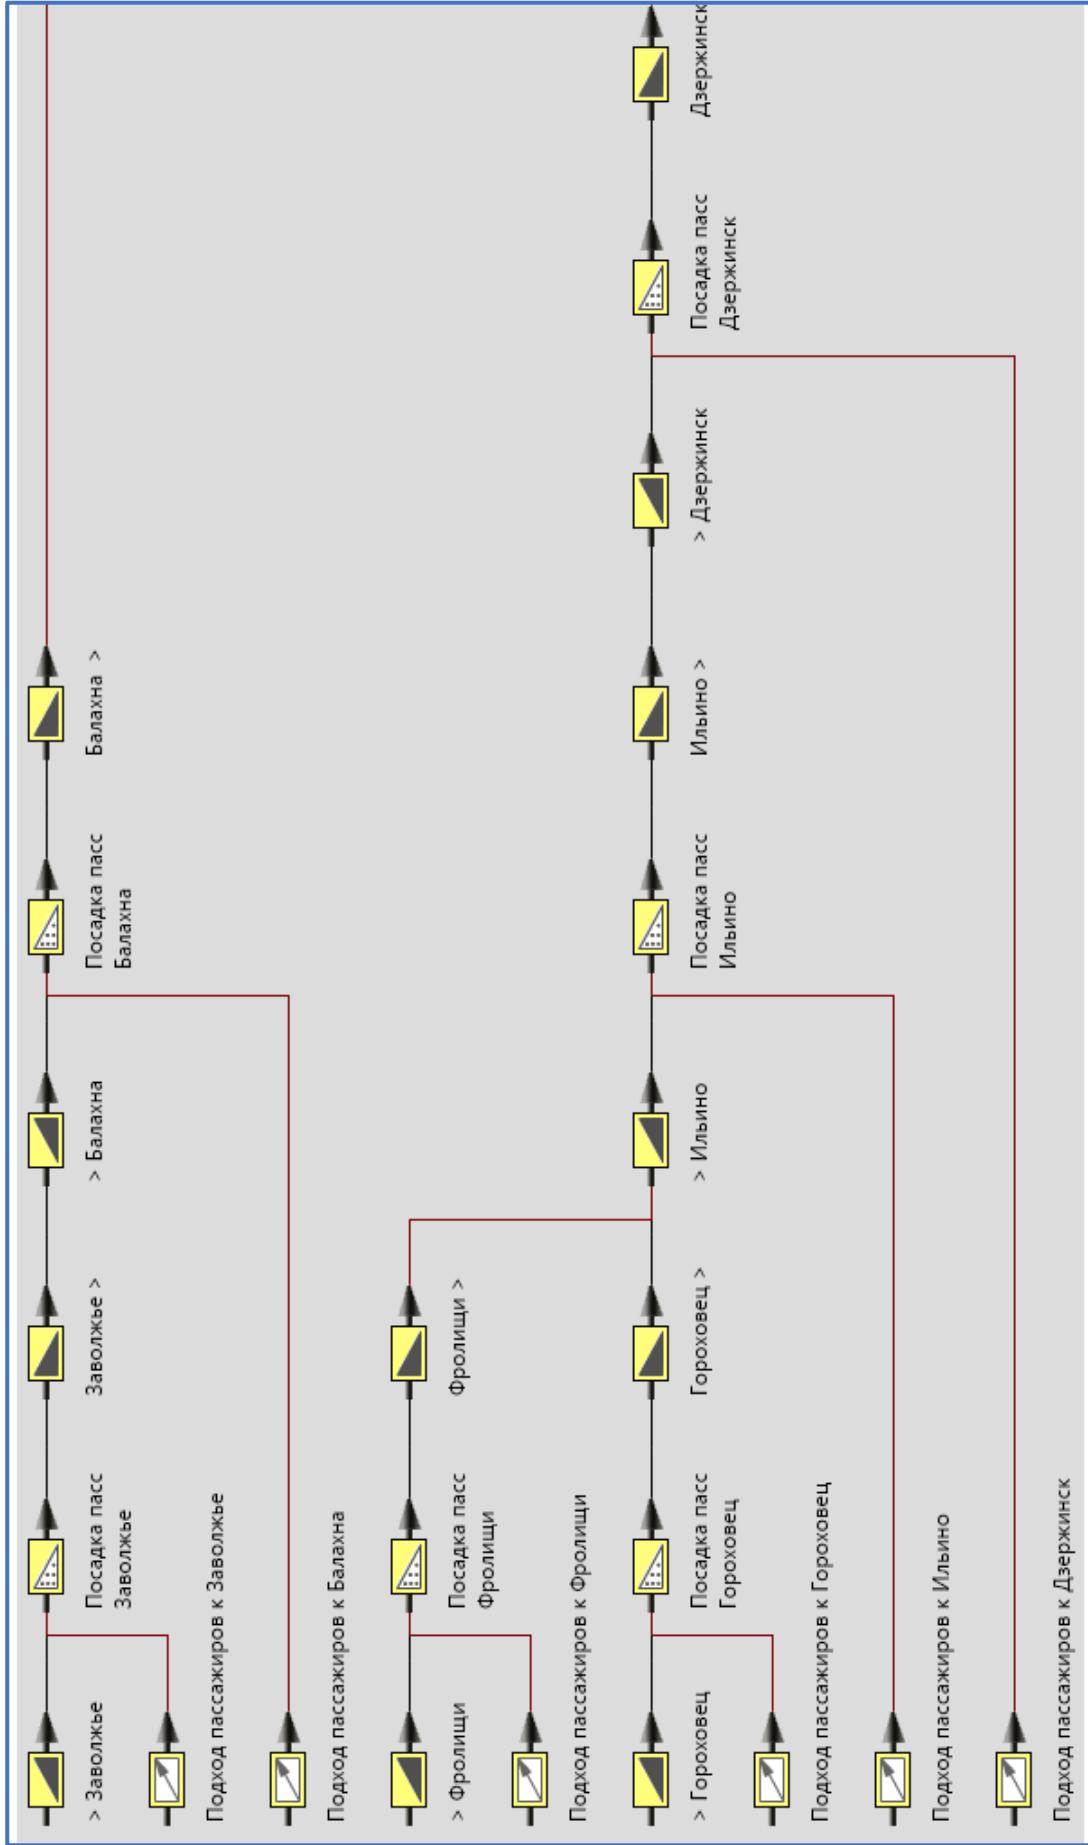 > Заволжье
Посадка пасс
Заволжье
Заволжье >
> Балахна
Посадка пасс
Балахна
Балахна >
Подход пассажиров к Заволжье
Подход пассажиров к Балахна
> Фролищи
Посадка пасс
Фролищи
Фролищи >
Подход пассажиров к Фролищи
> Гороховец
Посадка пасс
Гороховец
Гороховец >
> Ильино
Посадка пасс
Ильино
Ильино >
> Дзержинск
Посадка пасс
Дзержинск
Дзержинск
Подход пассажиров к Гороховец
Подход пассажиров к Ильино
Подход пассажиров к Дзержинск